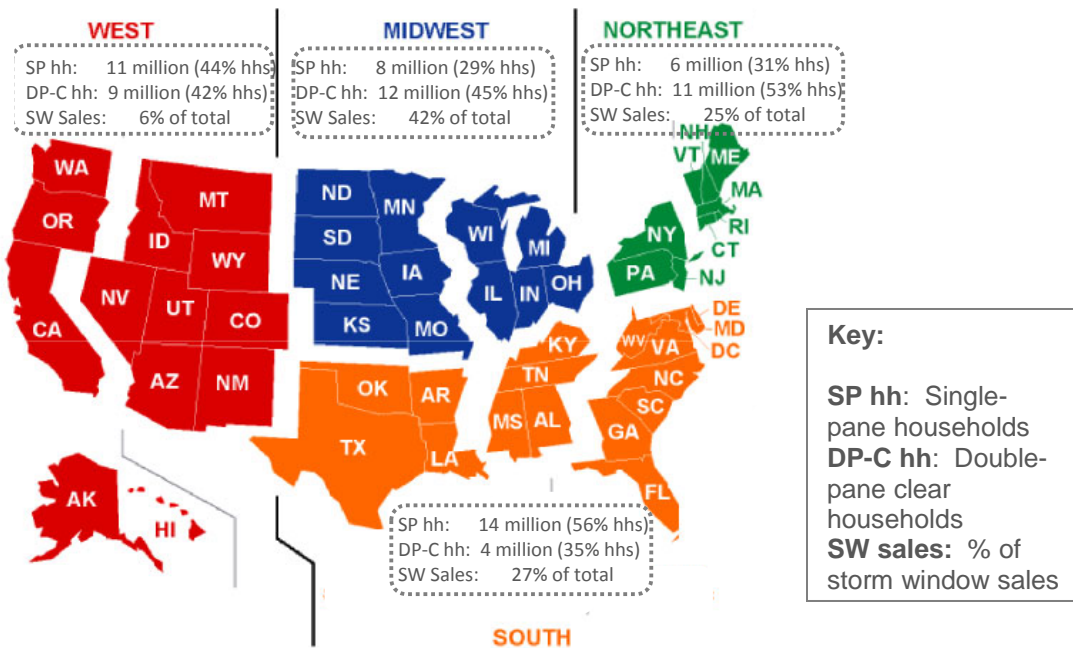 WEST
SP hh: 11 million (44% hhs)
DP-C hh: 9 million (42% hhs)
SW Sales: 6% of total
MIDWEST
SP hh: 8 million (29% hhs)
DP-C hh: 12 million (45% hhs)
SW Sales: 42% of total
NORTHEAST
SP hh: 6 million (31% hhs)
DP-C hh: 11 million (53% hhs)
SW Sales: 25% of total
WA
OR
CA
NV
ID
MT
WY
UT
CO
AZ
NM
AK
HI
ND
SD
NE
KS
MN
IA
MO
WI
IL
MI
IN
OH
NH
VT
ME
MA
RI
CT
NY
PA
NJ
DE
MD
DC
WV
VA
KY
TN
NC
SC
GA
FL
AL
MS
OK
AR
TX
LA
SP hh: 14 million (56% hhs)
DP-C hh: 4 million (35% hhs)
SW Sales: 27% of total
SOUTH
Key:
SP hh: Single-
pane households
DP-C hh: Double-
pane clear
households
SW sales: % of
storm window sales